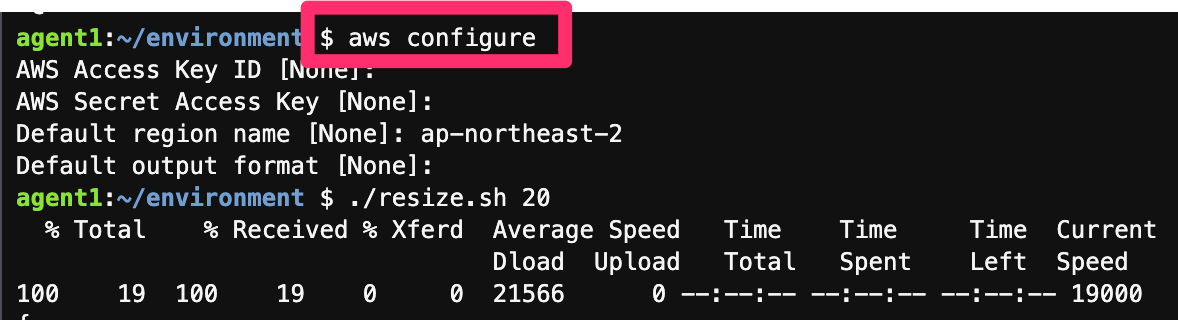 agent1:~/environment $ aws configure
AWS Access Key ID [None]:
AWS Secret Access Key [None]:
Default region name [None]: ap-northeast-2
Default output format [None]:
agent1:~/environment $ ./resize.sh 20
% Total % Received % Xferd Average Speed Time Time Time Current
Dload Upload Total Spent Left Speed
100 19 100 19 0 0 21566 0 --:--:-- --:--:-- --:--:-- 19000